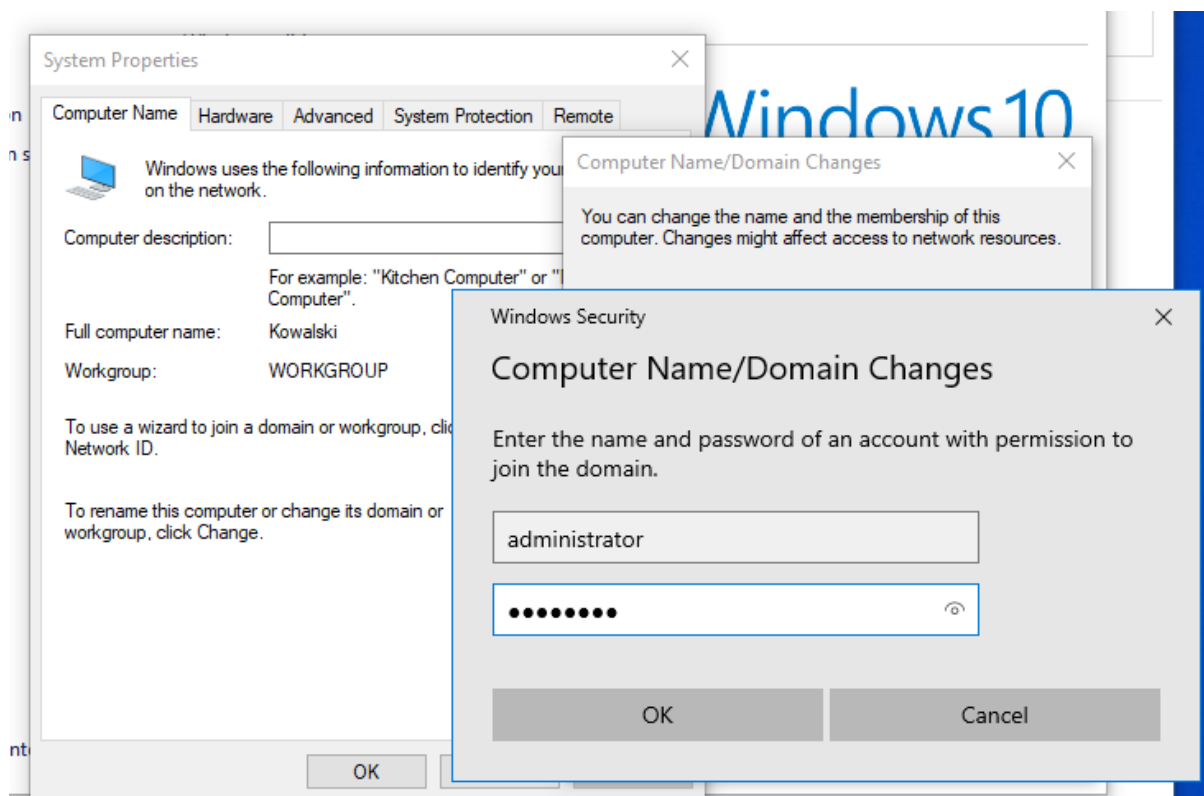 System Properties
Computer Name Hardware Advanced System Protection Remote
Windows 10
Windows uses the following information to identify your
on the network.
Computer description:
For example: "Kitchen Computer" or "
Computer".
Full computer name: Kowalski
Workgroup: WORKGROUP
To use a wizard to join a domain or workgroup, click
Network ID.
To rename this computer or change its domain or
workgroup, click Change.
OK
Computer Name/Domain Changes
You can change the name and the membership of this
computer. Changes might affect access to network resources.
Windows Security
Computer Name/Domain Changes
Enter the name and password of an account with permission to
join the domain.
administrator
OK Cancel